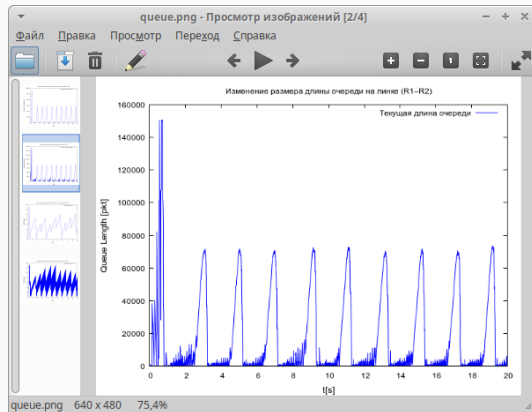 queue.png - Просмотр изображений [2/4]
Файл Правка Просмотр Переход Справка
Изменение размера длины очереди на линке (R1–R2)
Текущая длина очереди
Queue Length [pkt]
160000
140000
120000
100000
80000
60000
40000
20000
0
0 2 4 6 8 10 12 14 16 18 20
t[s]
queue.png 640 x 480 75,4%